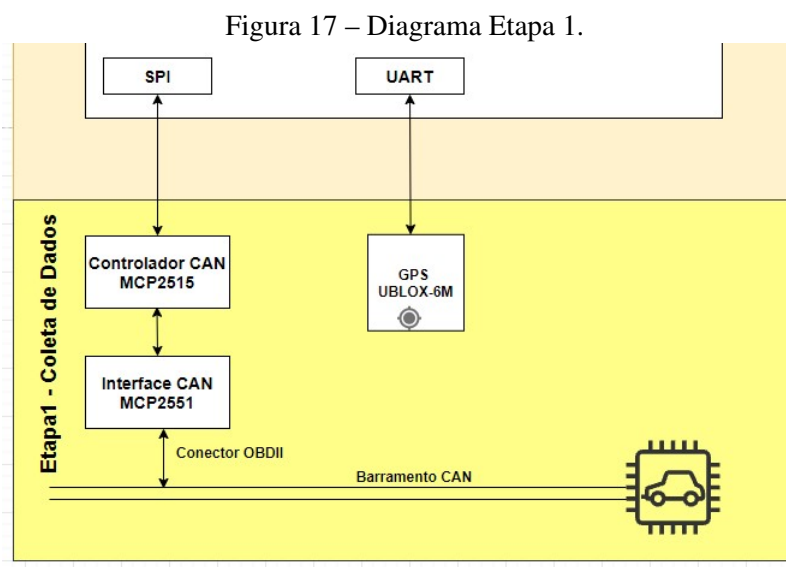 Figura 17 – Diagrama Etapa 1.
SPI
UART
Etapa1 - Coleta de Dados
Controlador CAN
MCP2515
GPS
UBLOX-6M
Interface CAN
MCP2551
Conector OBDII
Barramento CAN